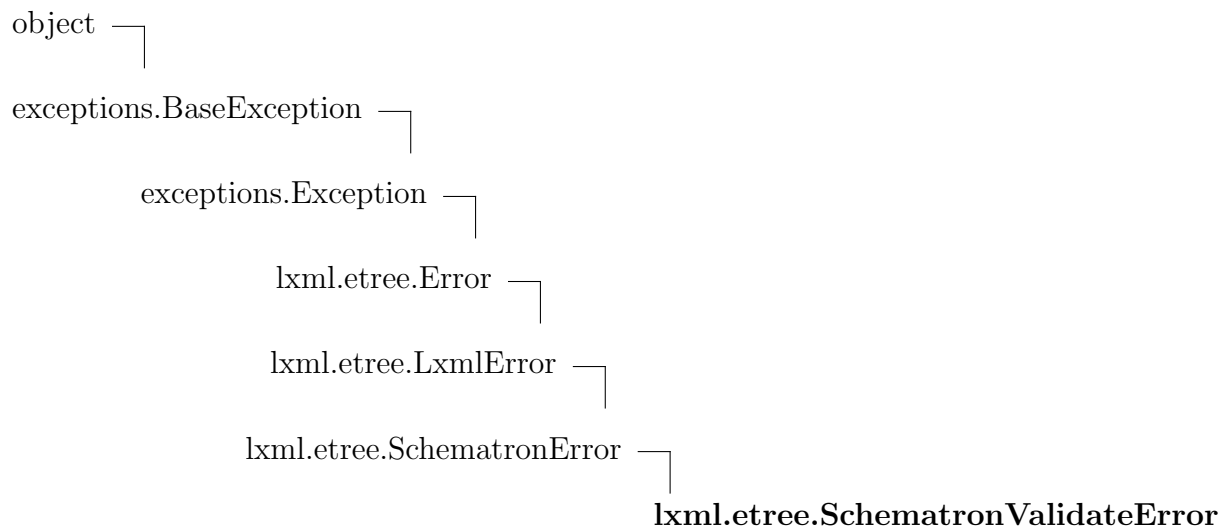 object
exceptions.BaseException
exceptions.Exception
lxml.etree.Error
lxml.etree.LxmlError
lxml.etree.SchematronError
lxml.etree.SchematronValidateError